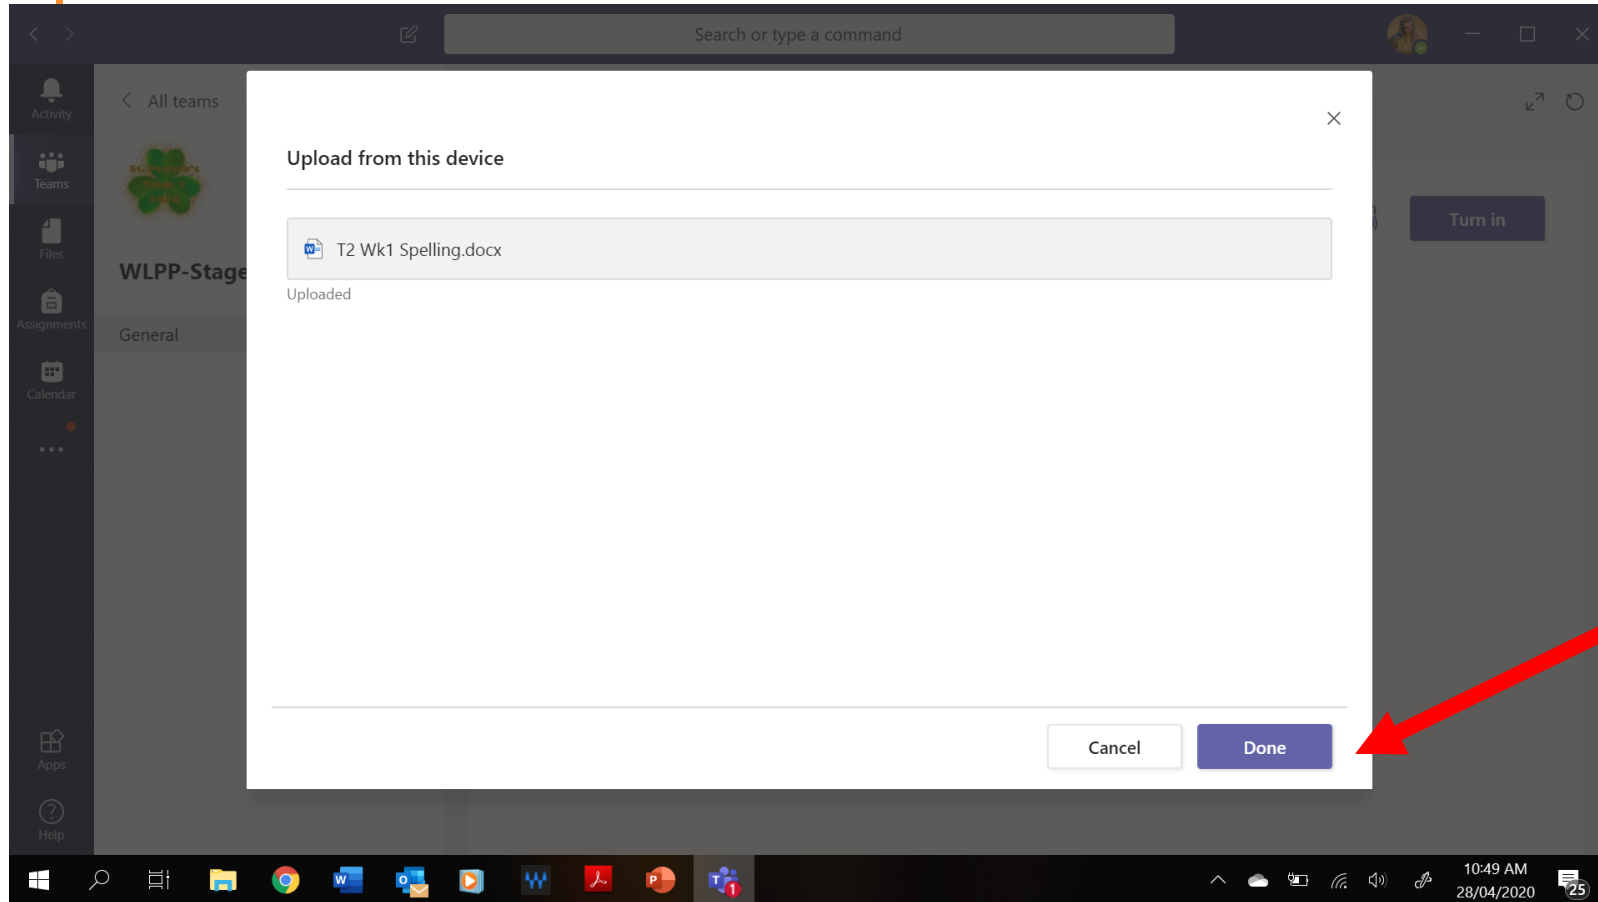 Search or type a command
Activity
All teams
Teams
Files
WLPP-Stage
Assignments
General
Calendar
Apps
Help
Turn in
Upload from this device
T2 Wk1 Spelling.docx
Uploaded
Cancel
Done
10:49 AM
28/04/2020
25
1